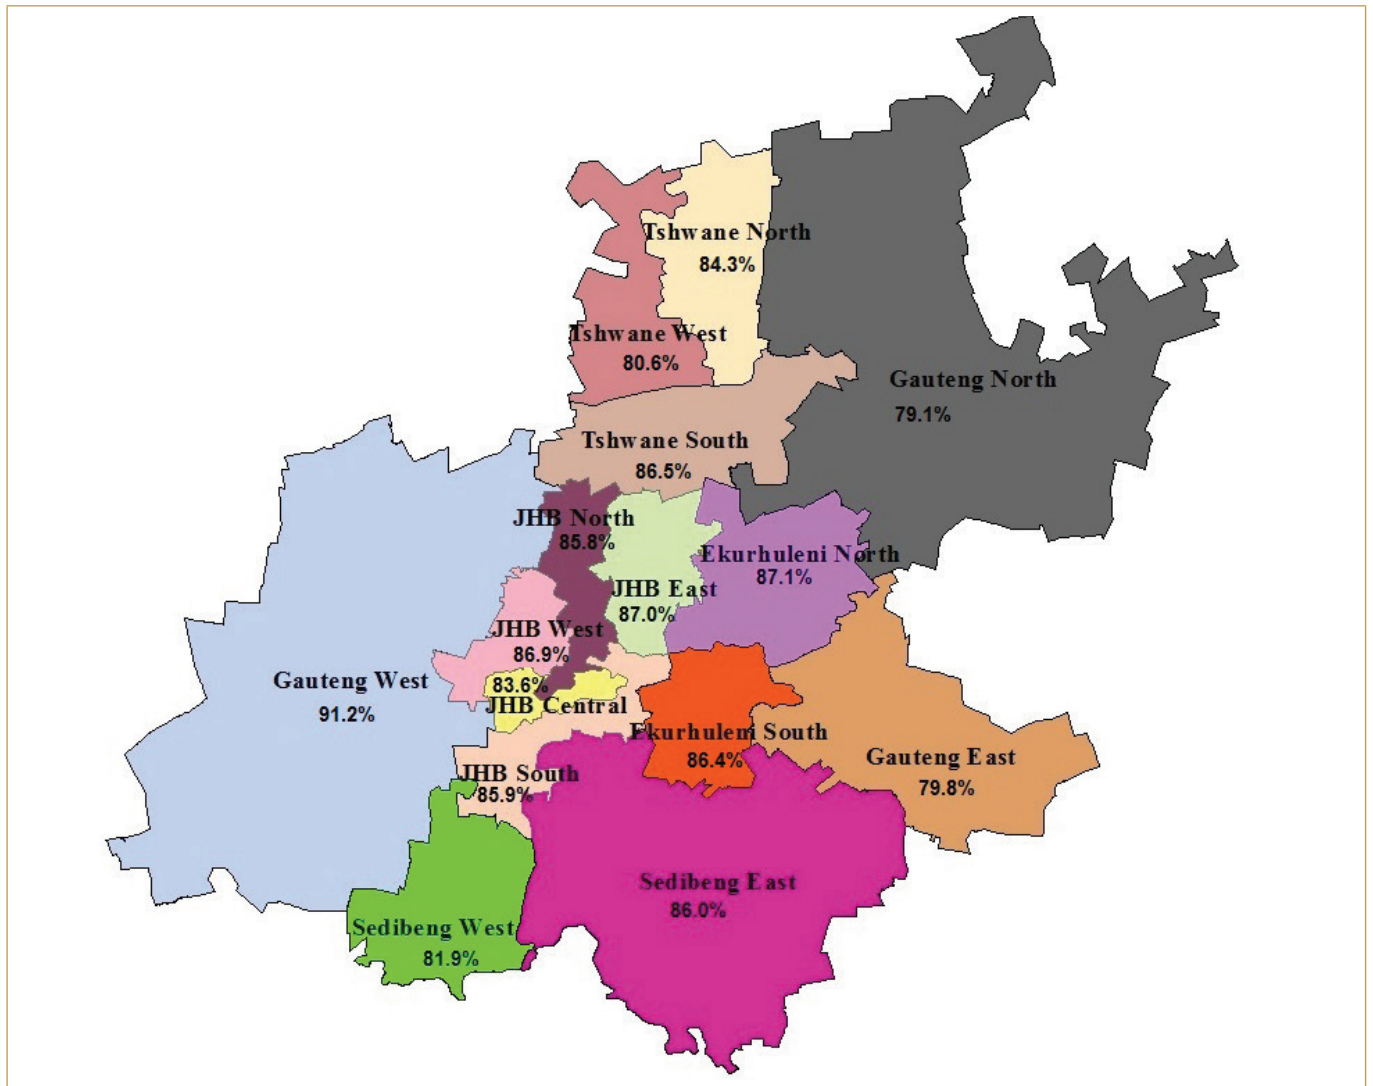 Tshwane North
84.3%
Tshwane West
80.6%
Gauteng North
79.1%
Tshwane South
86.5%
JHB North
85.8%
Ekurhuleni North
87.1%
JHB East
87.0%
JHB West
86.9%
Gauteng West
91.2%
83.6%
JHB Central
Ekurhuleni South
86.4%
Gauteng East
79.8%
JHB South
85.9%
Sedibeng East
86.0%
Sedibeng West
81.9%